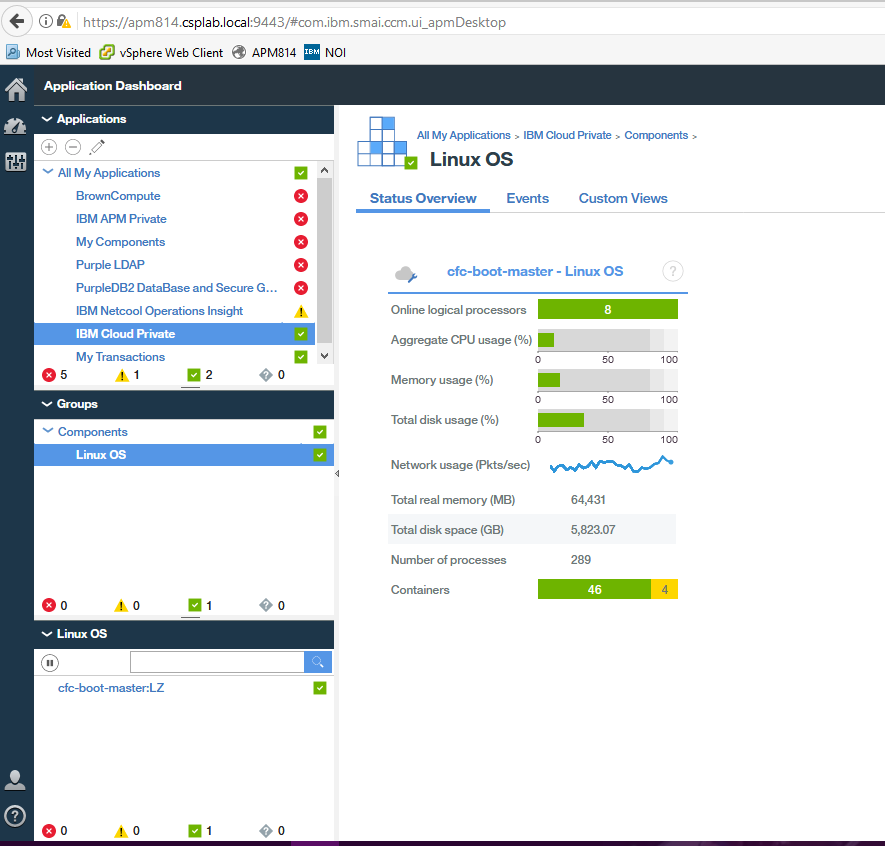 https://apm814.csplab.local:9443/#com.ibm.smai.ccm.ui_apmDesktop
Most Visited vSphere Web Client APM814 IBM NOI
Application Dashboard
Applications
All My Applications
BrownCompute
IBM APM Private
My Components
Purple LDAP
PurpleDB2 DataBase and Secure G...
IBM Netcool Operations Insight
IBM Cloud Private
My Transactions
5 1 2 ? 0
Groups
Components
Linux OS
0 0 1 ? 0
Linux OS
cfc-boot-master:LZ
0 0 1 ? 0
?
All My Applications > IBM Cloud Private > Components >
Linux OS
Status Overview Events Custom Views
cfc-boot-master - Linux OS ?
Online logical processors 8
Aggregate CPU usage (%)
0 50 100
Memory usage (%)
0 50 100
Total disk usage (%)
0 50 100
Network usage (Pkts/sec)
Total real memory (MB) 64,431
Total disk space (GB) 5,823.07
Number of processes 289
Containers 46 4